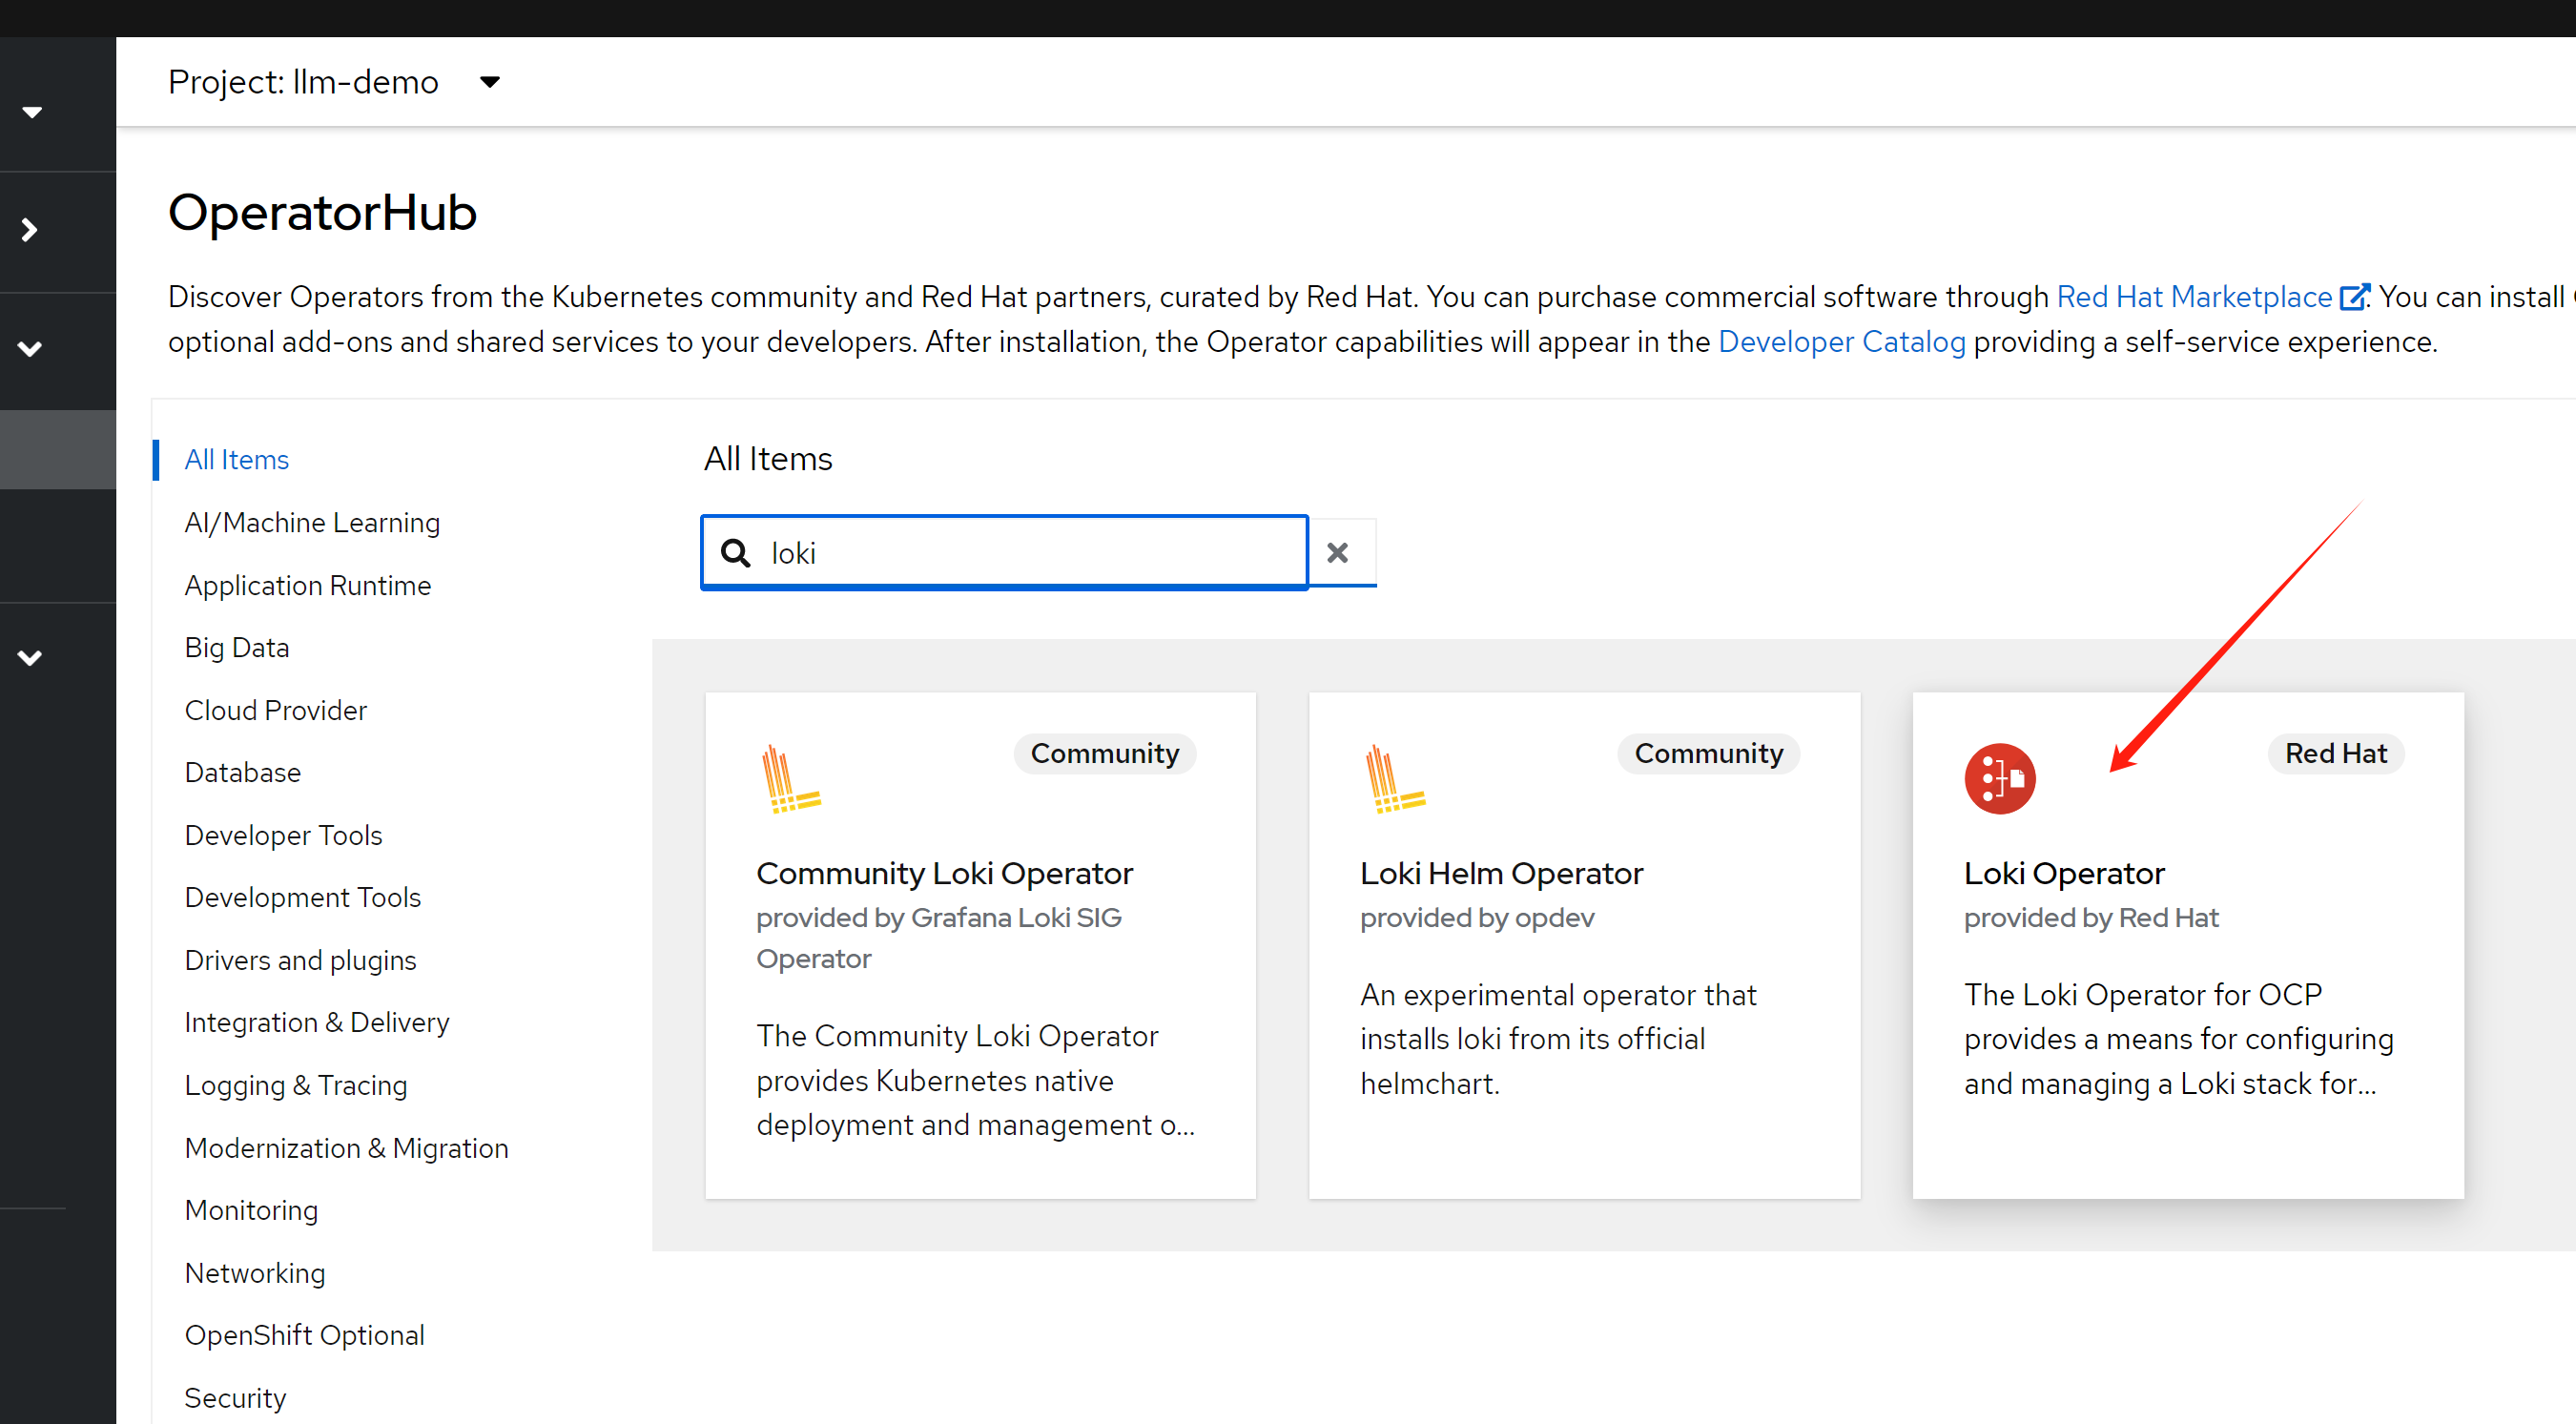 Project: llm-demo
OperatorHub
Discover Operators from the Kubernetes community and Red Hat partners, curated by Red Hat. You can purchase commercial software through Red Hat Marketplace . You can install
optional add-ons and shared services to your developers. After installation, the Operator capabilities will appear in the Developer Catalog providing a self-service experience.
All Items
AI/Machine Learning
Application Runtime
Big Data
Cloud Provider
Database
Developer Tools
Development Tools
Drivers and plugins
Integration & Delivery
Logging & Tracing
Modernization & Migration
Monitoring
Networking
OpenShift Optional
Security
All Items
loki
Community
Community Loki Operator
provided by Grafana Loki SIG
Operator
The Community Loki Operator
provides Kubernetes native
deployment and management o...
Community
Loki Helm Operator
provided by opdev
An experimental operator that
installs loki from its official
helmchart.
Red Hat
Loki Operator
provided by Red Hat
The Loki Operator for OCP
provides a means for configuring
and managing a Loki stack for...